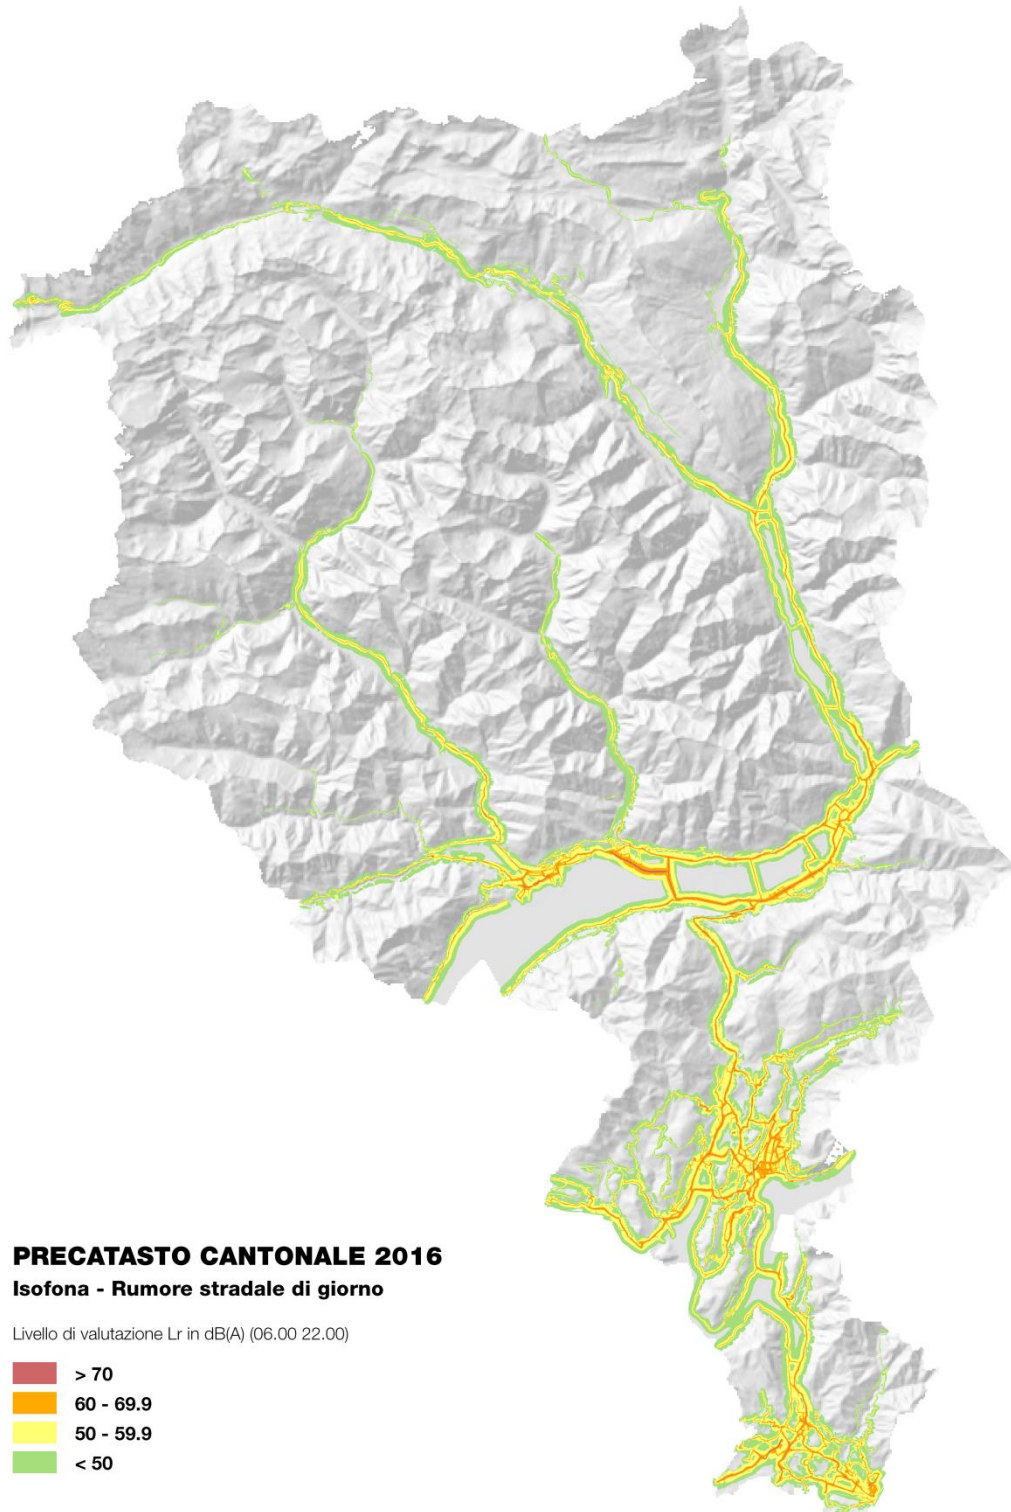 PRECATASTO CANTONALE 2016
Isofona - Rumore stradale di giorno
Livello di valutazione Lr in dB(A) (06.00 22.00)
> 70
60 - 69.9
50 - 59.9
< 50